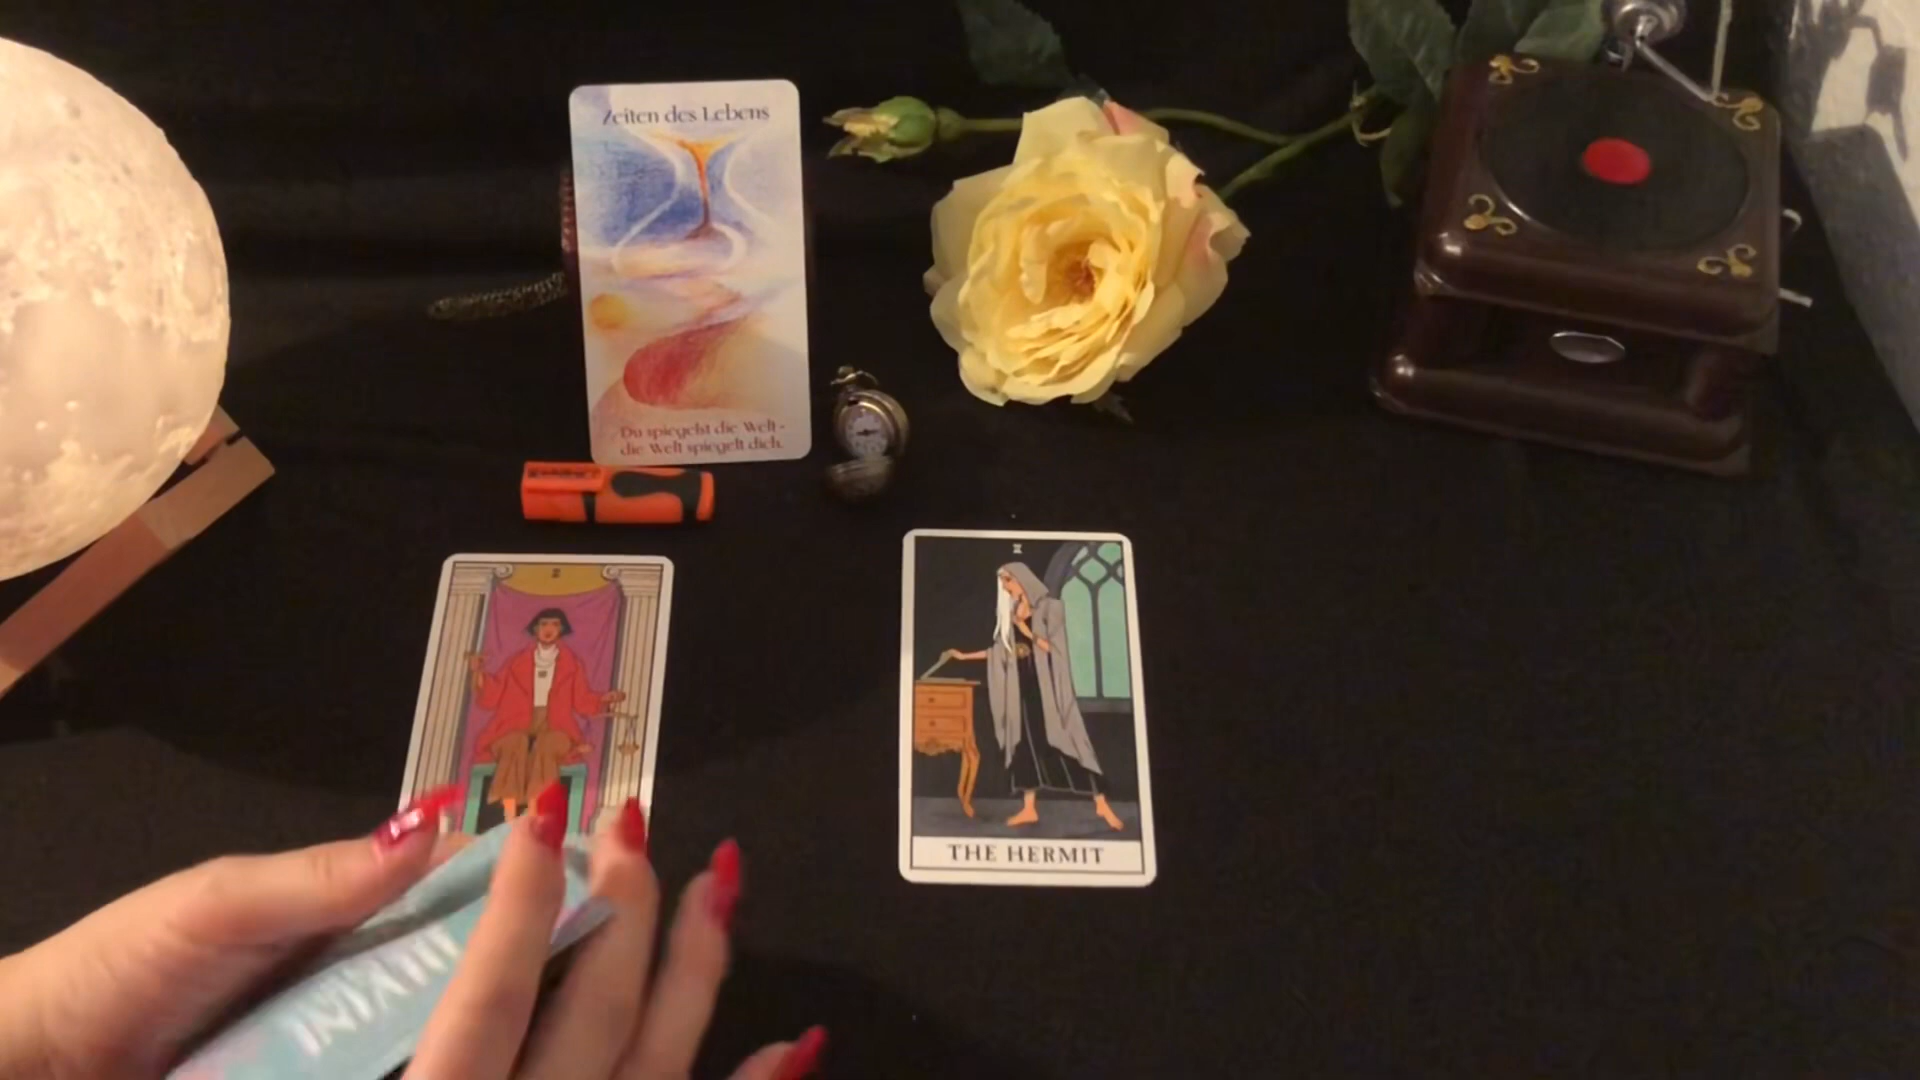 Zeiten des Lebens
Du spiegelst die Welt -
die Welt spiegelt dich.
THE HERMIT